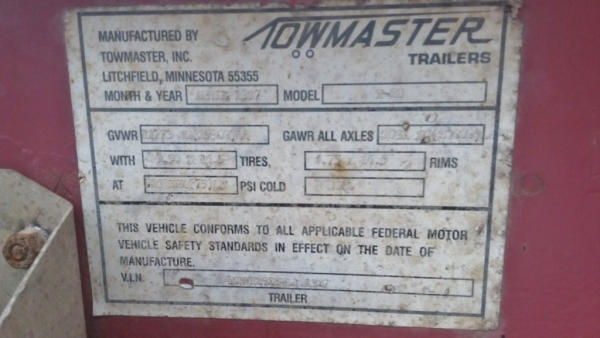 MANUFACTURED BY TOWMASTER
TOWMASTER, INC. TRAILERS
LITCHFIELD, MINNESOTA 55355
MONTH & YEAR MODEL
GVWR GAWR ALL AXLES
WITH TIRES, RIMS
AT PSI COLD
THIS VEHICLE CONFORMS TO ALL APPLICABLE FEDERAL MOTOR
VEHICLE SAFETY STANDARDS IN EFFECT ON THE DATE OF
MANUFACTURE.
V.I.N.
TRAILER